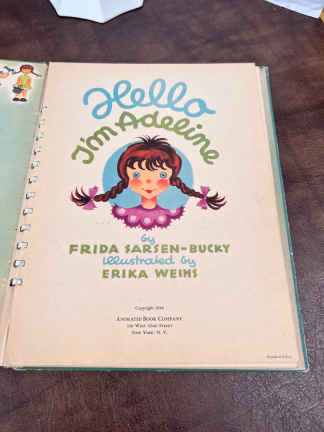 Hello
I'm Adeline
by
FRIDA SARSEN-BUCKY
illustrated by
ERIKA WEIHS
Copyright 1944
ANIMATED BOOK COMPANY
New York, N. Y.